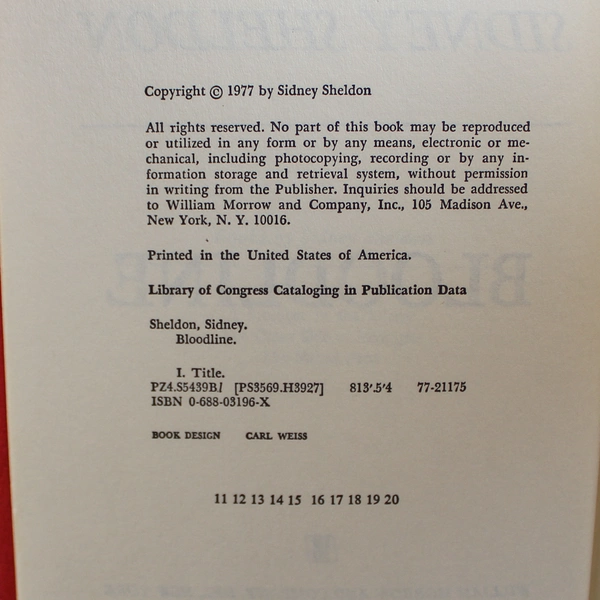 Copyright © 1977 by Sidney Sheldon
All rights reserved. No part of this book may be reproduced
or utilized in any form or by any means, electronic or me-
chanical, including photocopying, recording or by any in-
formation storage and retrieval system, without permission
in writing from the Publisher. Inquiries should be addressed
to William Morrow and Company, Inc., 105 Madison Ave.,
New York, N. Y. 10016.
Printed in the United States of America.
Library of Congress Cataloging in Publication Data
Sheldon, Sidney.
Bloodline.
I. Title.
PZ4.S5439Bl [PS3569.H3927] 813'.5'4 77-21175
ISBN 0-688-03196-X
BOOK DESIGN CARL WEISS
11 12 13 14 15 16 17 18 19 20